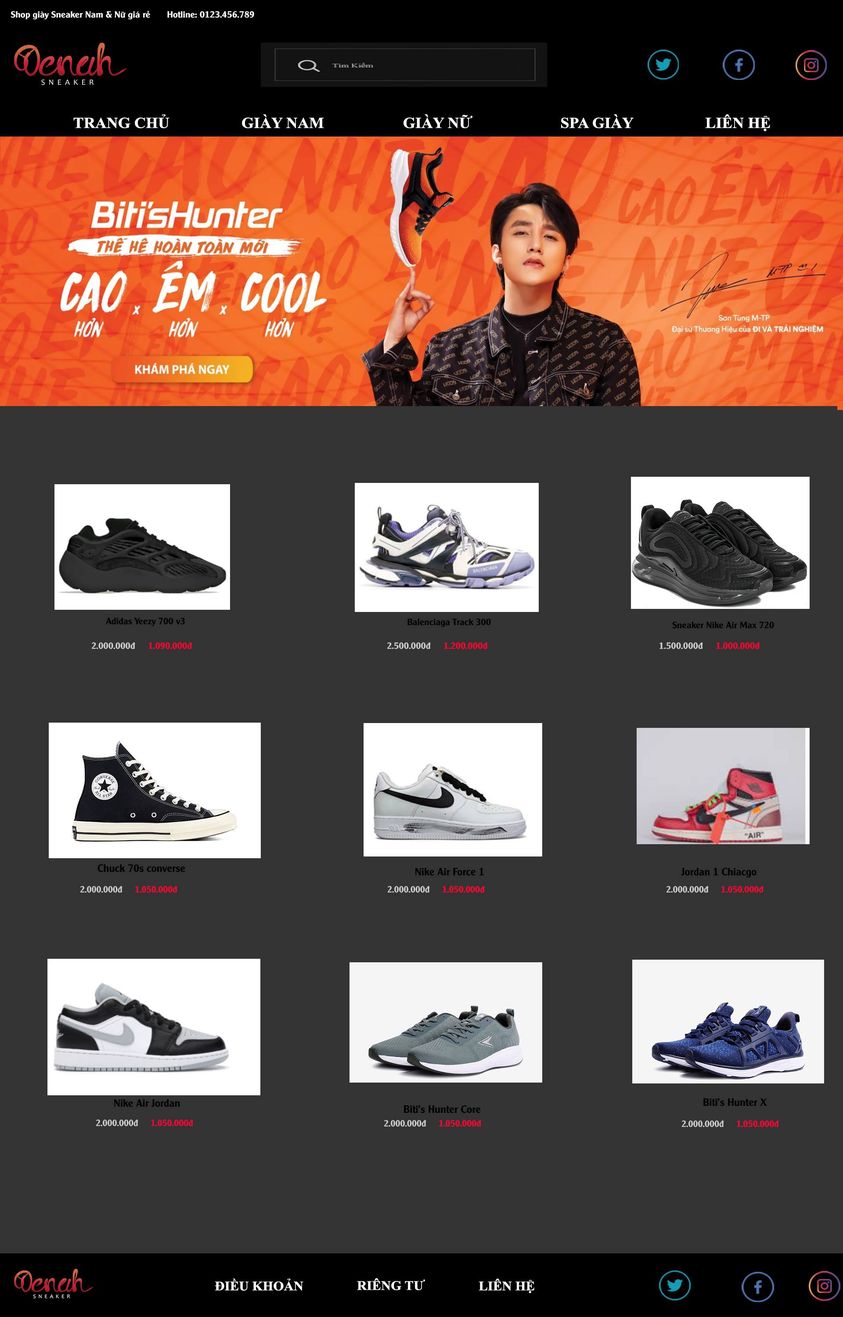 Shop giày Sneaker Nam & Nữ giá rẻ Hotline: 0123.456.789
Oenah
SNEAKER
Tìm Kiếm
TRANG CHỦ GIÀY NAM GIÀY NỮ SPA GIÀY LIÊN HỆ
Biti'sHunter
THẾ HỆ HOÀN TOÀN MỚI
CAO x ÊM x COOL
HƠN HƠN HƠN
KHÁM PHÁ NGAY
CAO ÊM
Sơn Tùng M-TP
Đại sứ Thương Hiệu của ĐI VÀ TRẢI NGHIỆM
BALENCIAGA
Adidas Yeezy 700 v3 Balenciaga Track 300 Sneaker Nike Air Max 720
2.000.000đ 1.090.000đ 2.500.000đ 1.200.000đ 1.500.000đ 1.000.000đ
"AIR"
Chuck 70s converse Nike Air Force 1 Jordan 1 Chiacgo
2.000.000đ 1.050.000đ 2.000.000đ 1.050.000đ 2.000.000đ 1.050.000đ
Nike Air Jordan Biti's Hunter Core Biti's Hunter X
2.000.000đ 1.050.000đ 2.000.000đ 1.050.000đ 2.000.000đ 1.050.000đ
Oenah
SNEAKER
ĐIỀU KHOẢN RIÊNG TƯ LIÊN HỆ